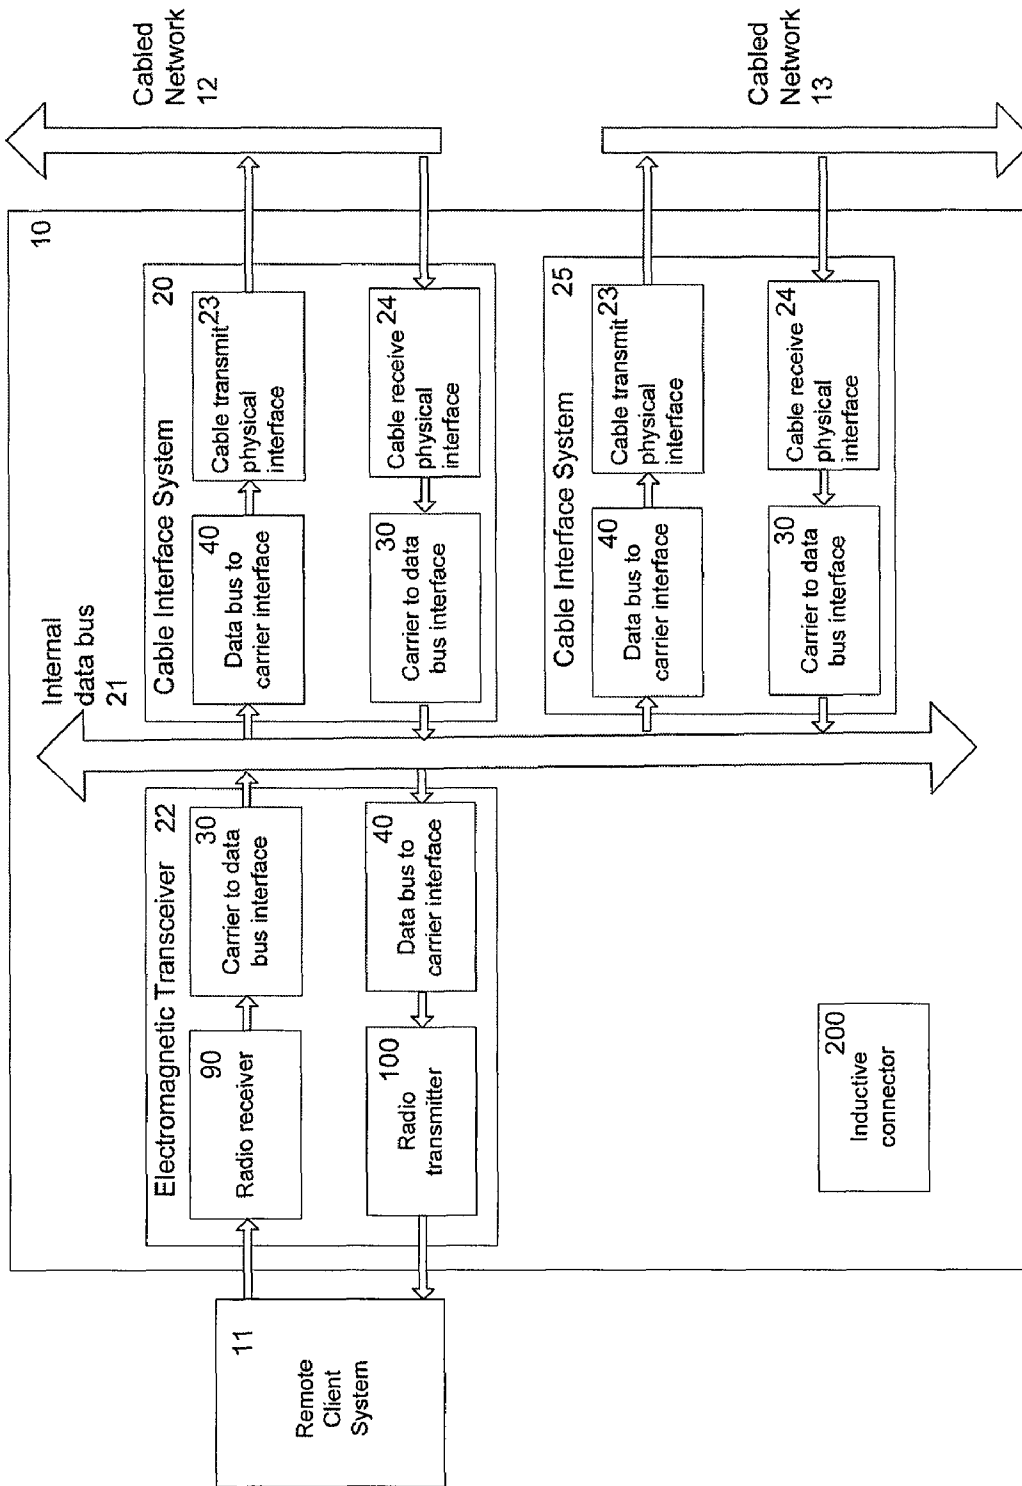 10
Internal
data bus
21
Cabled
Network
12
Cabled
Network
13
Electromagnetic Transceiver 22
90
Radio receiver
30
Carrier to data
bus interface
100
Radio
transmitter
40
Data bus to
carrier interface
Cable Interface System 20
40
Data bus to
carrier interface
Cable transmit 23
physical
interface
30
Carrier to data
bus interface
Cable receive 24
physical
interface
Cable Interface System 25
40
Data bus to
carrier interface
Cable transmit 23
physical
interface
30
Carrier to data
bus interface
Cable receive 24
physical
interface
11
Remote
Client
System
200
Inductive
connector